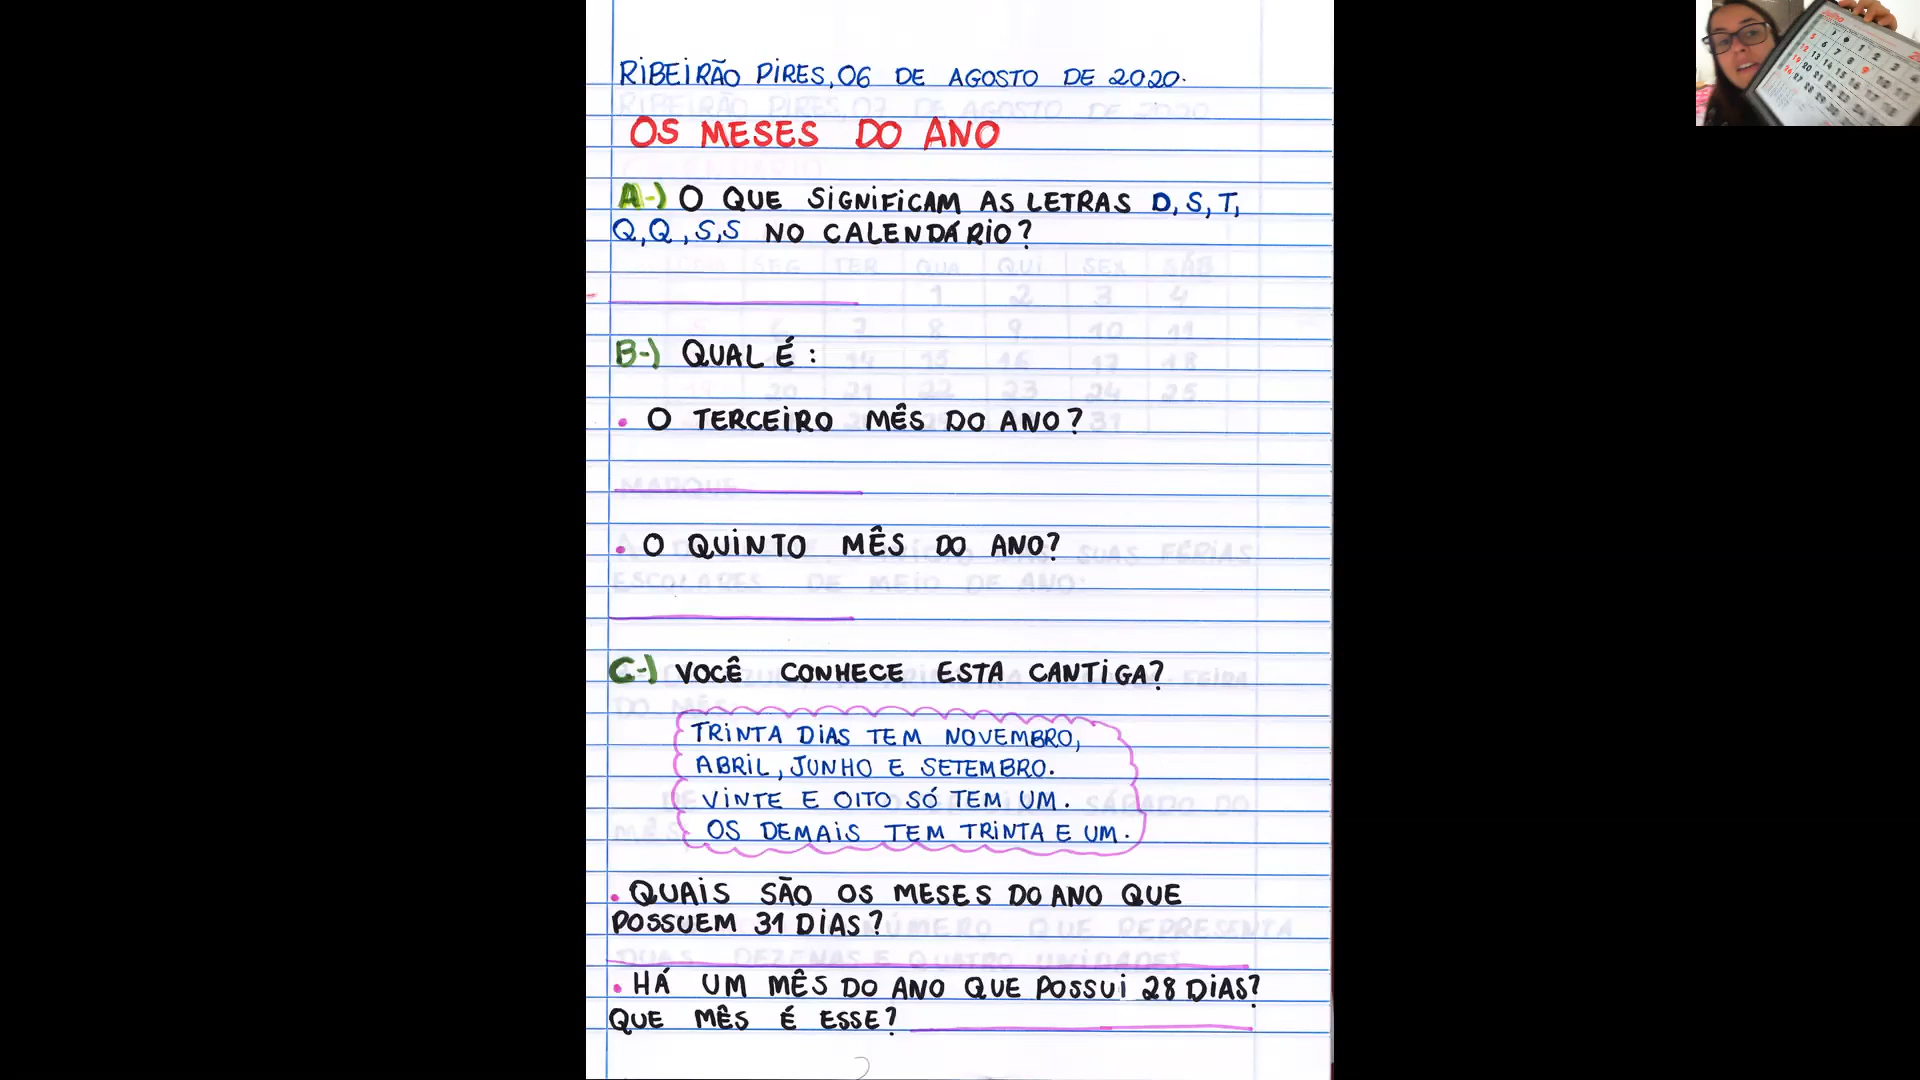 RIBEIRÃO PIRES, 06 DE AGOSTO DE 2020.
OS MESES DO ANO
A-) O QUE SIGNIFICAM AS LETRAS D, S, T,
Q, Q, S, S NO CALENDÁRIO?
B-) QUAL É:
• O TERCEIRO MÊS DO ANO?
• O QUINTO MÊS DO ANO?
C-) VOCÊ CONHECE ESTA CANTIGA?
TRINTA DIAS TEM NOVEMBRO,
ABRIL, JUNHO E SETEMBRO.
VINTE E OITO SÓ TEM UM.
OS DEMAIS TEM TRINTA E UM.
• QUAIS SÃO OS MESES DO ANO QUE
POSSUEM 31 DIAS?
• HÁ UM MÊS DO ANO QUE POSSUI 28 DIAS?
QUE MÊS É ESSE?